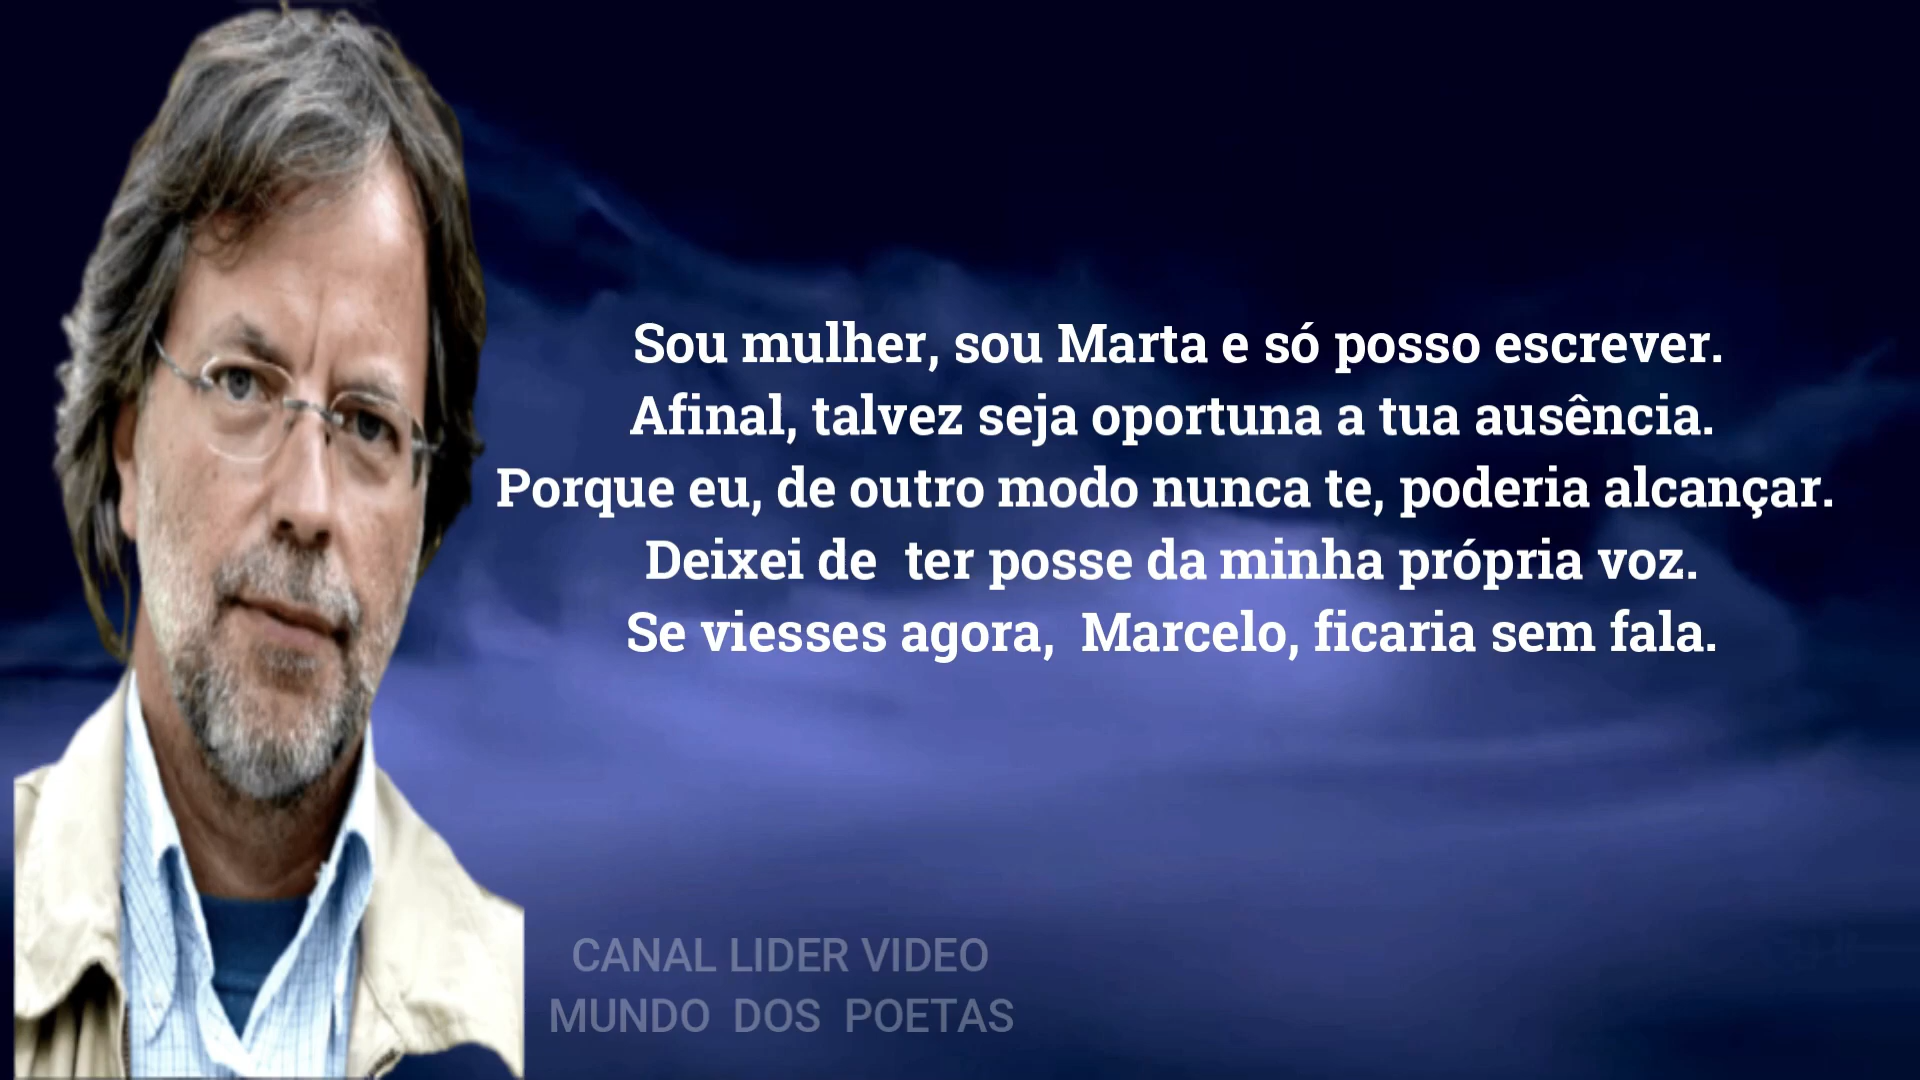 Sou mulher, sou Marta e só posso escrever.
Afinal, talvez seja oportuna a tua ausência.
Porque eu, de outro modo nunca te, poderia alcançar.
Deixei de  ter posse da minha própria voz.
Se viesses agora,  Marcelo, ficaria sem fala.
CANAL LIDER VIDEO
MUNDO  DOS  POETAS